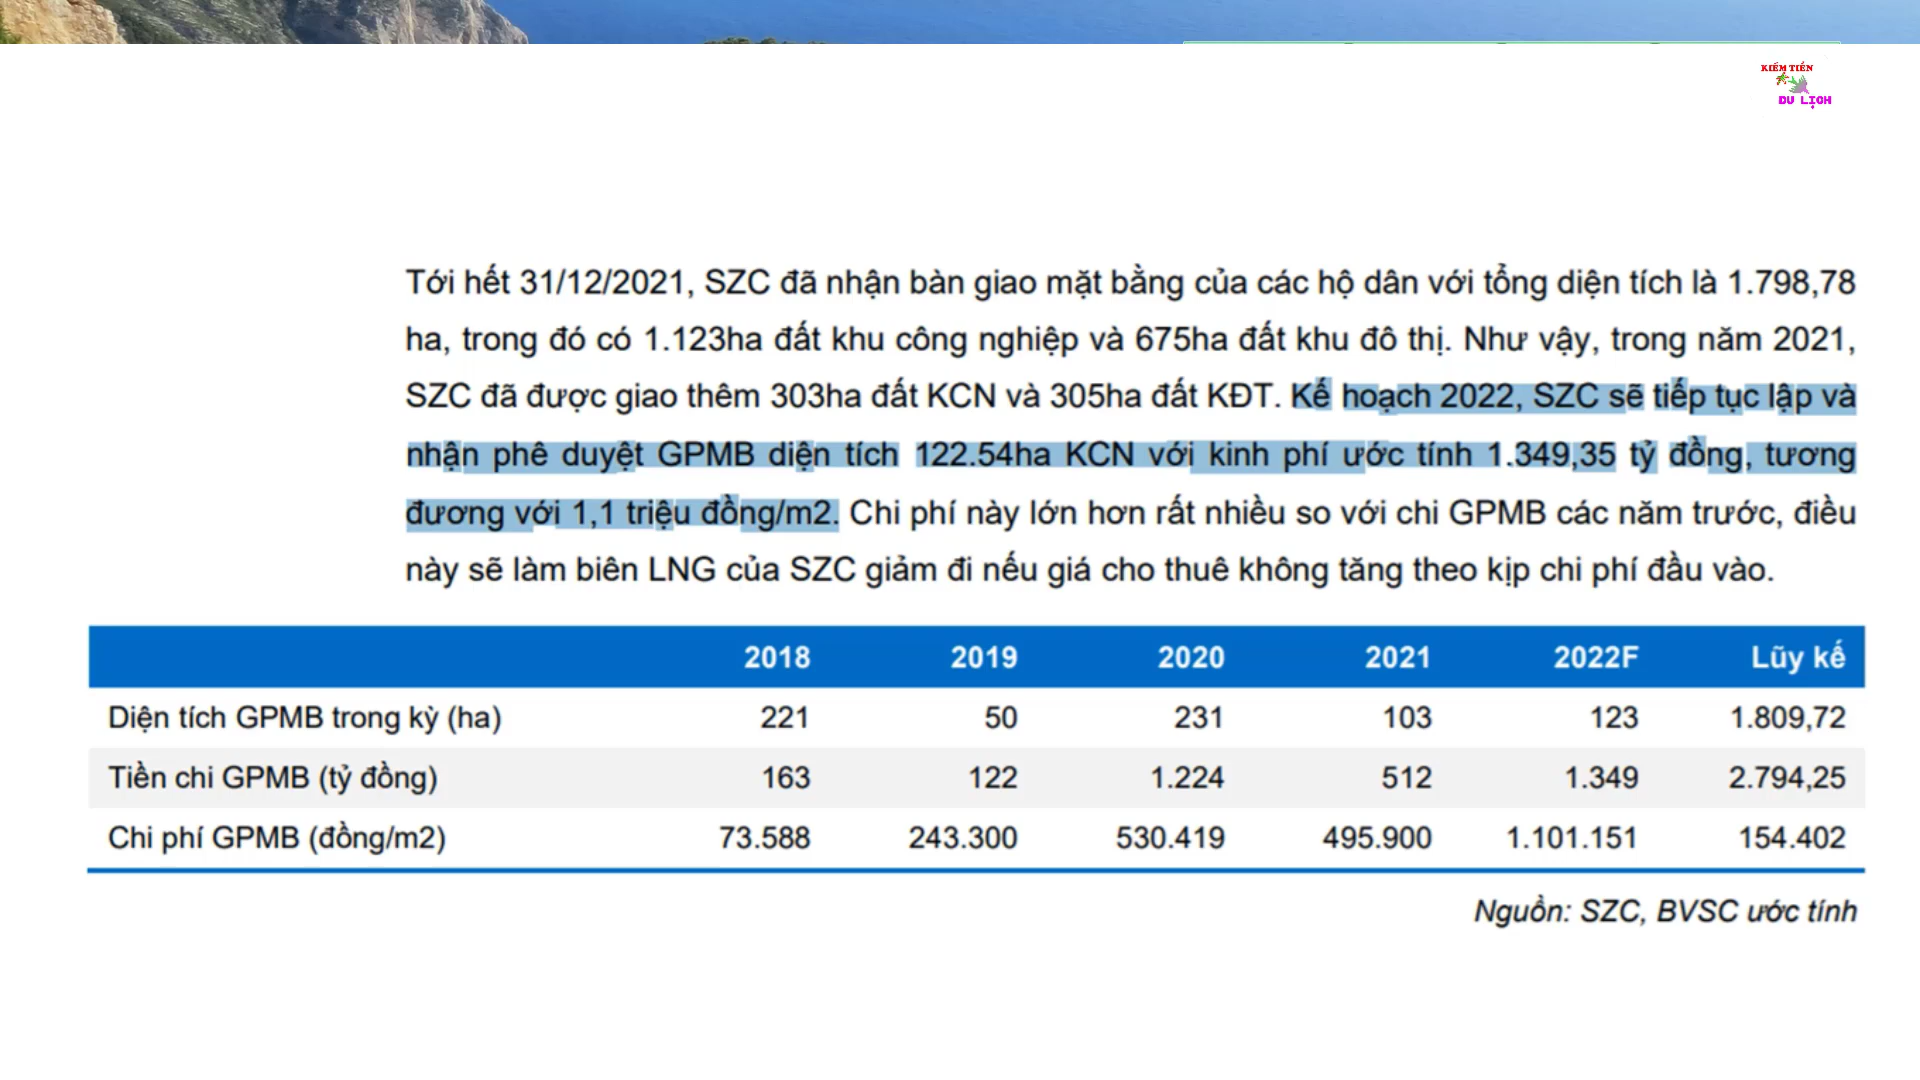 KIẾM TIỀN
DU LỊCH
Tới hết 31/12/2021, SZC đã nhận bàn giao mặt bằng của các hộ dân với tổng diện tích là 1.798,78
ha, trong đó có 1.123ha đất khu công nghiệp và 675ha đất khu đô thị. Như vậy, trong năm 2021,
SZC đã được giao thêm 303ha đất KCN và 305ha đất KĐT. Kế hoạch 2022, SZC sẽ tiếp tục lập và
nhận phê duyệt GPMB diện tích 122.54ha KCN với kinh phí ước tính 1.349,35 tỷ đồng, tương
đương với 1,1 triệu đồng/m2. Chi phí này lớn hơn rất nhiều so với chi GPMB các năm trước, điều
này sẽ làm biên LNG của SZC giảm đi nếu giá cho thuê không tăng theo kịp chi phí đầu vào.
2018 2019 2020 2021 2022F Lũy kế
Diện tích GPMB trong kỳ (ha) 221 50 231 103 123 1.809,72
Tiền chi GPMB (tỷ đồng) 163 122 1.224 512 1.349 2.794,25
Chi phí GPMB (đồng/m2) 73.588 243.300 530.419 495.900 1.101.151 154.402
Nguồn: SZC, BVSC ước tính